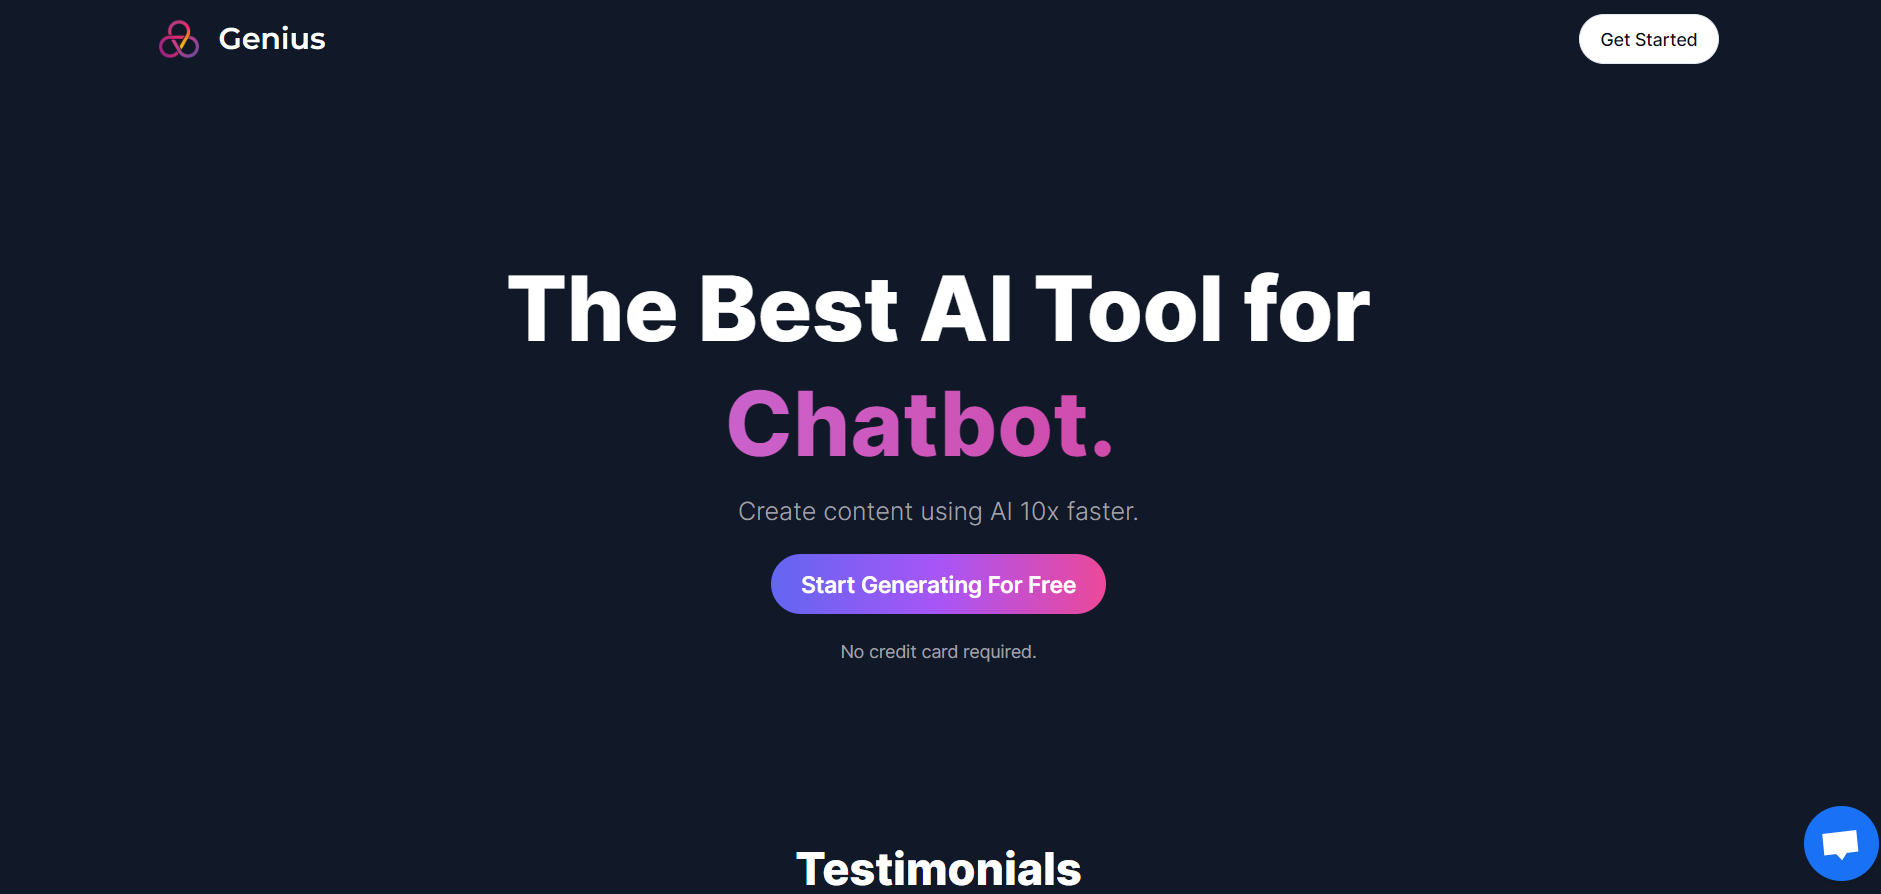 Genius
Get Started
The Best AI Tool for
Chatbot.
Create content using AI 10x faster.
Start Generating For Free
No credit card required.
Testimonials